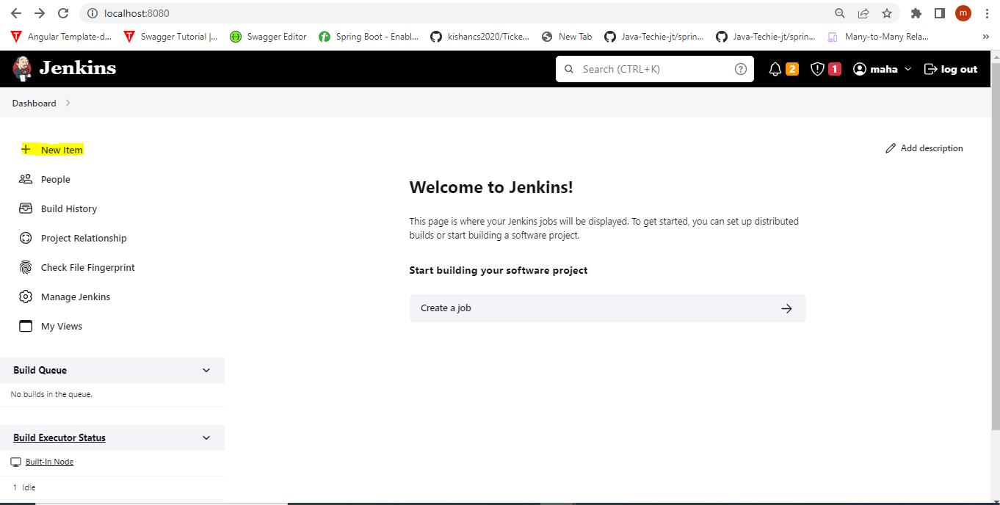 localhost:8080
m
Angular Template-d...
Swagger Tutorial |...
Swagger Editor
Spring Boot - Enabl...
kishancs2020/Ticke...
New Tab
Java-Techie-jt/sprin...
Java-Techie-jt/sprin...
Many-to-Many Rela...
»
Jenkins
Search (CTRL+K)
2
1
maha
log out
Dashboard
New Item
Add description
People
Build History
Project Relationship
Check File Fingerprint
Manage Jenkins
My Views
Welcome to Jenkins!
This page is where your Jenkins jobs will be displayed. To get started, you can set up distributed
builds or start building a software project.
Start building your software project
Create a job
Build Queue
No builds in the queue.
Build Executor Status
Built-In Node
1 Idle